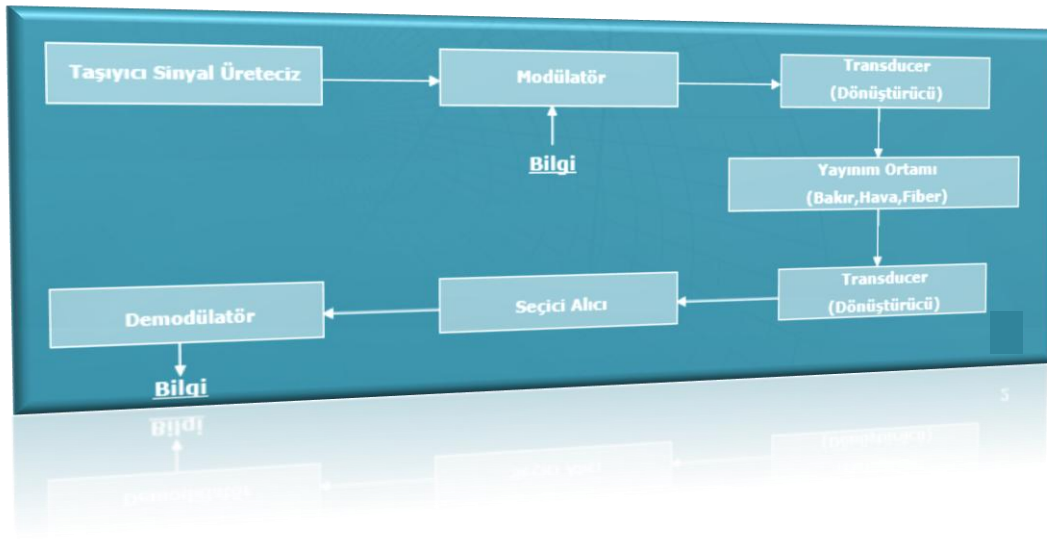 Taşıyıcı Sinyal Üreteciz
Modülatör
Transducer
(Dönüştürücü)
Bilgi
Yayınım Ortamı
(Bakır,Hava,Fiber)
Transducer
(Dönüştürücü)
Seçici Alıcı
Demodülatör
Bilgi
5